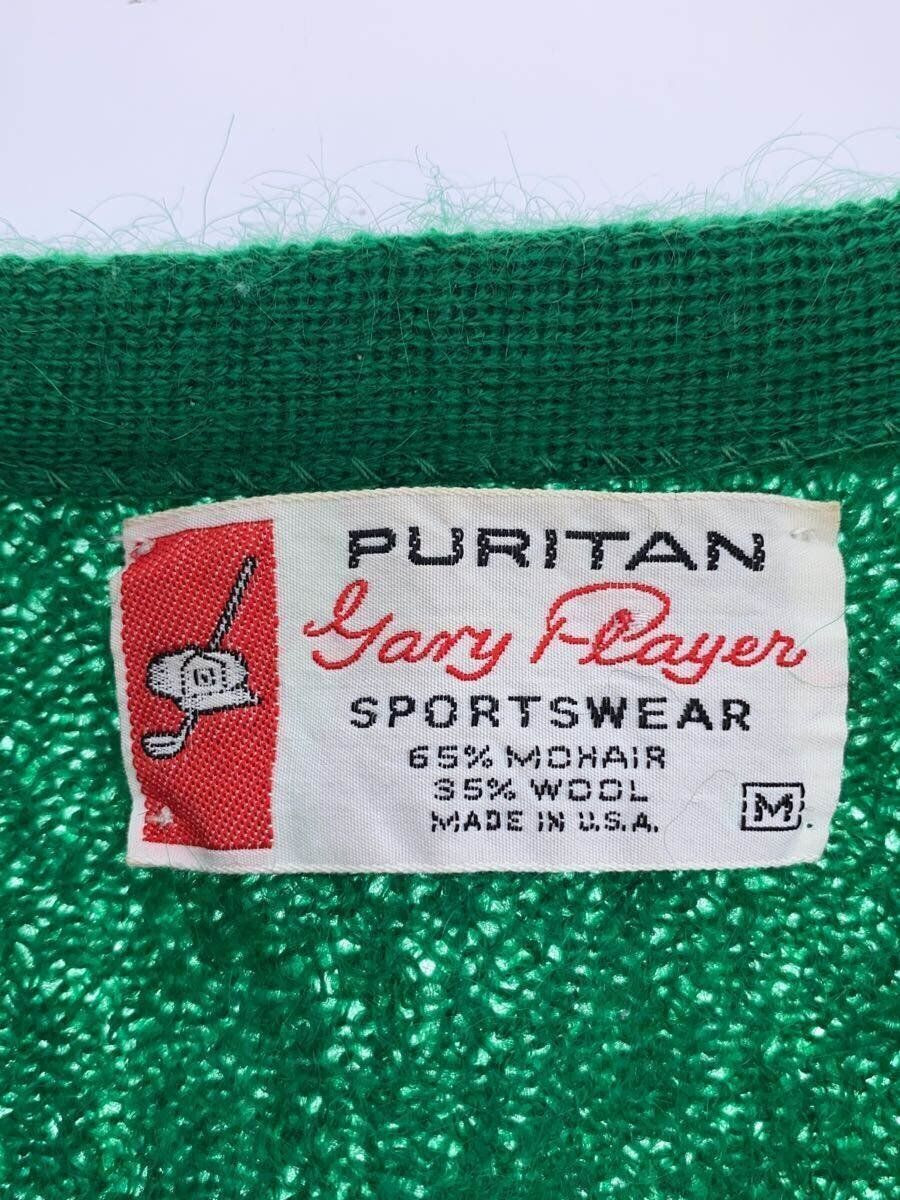 PURITAN
Gary Player
SPORTSWEAR
65% MOHAIR
35% WOOL
MADE IN U.S.A.
M